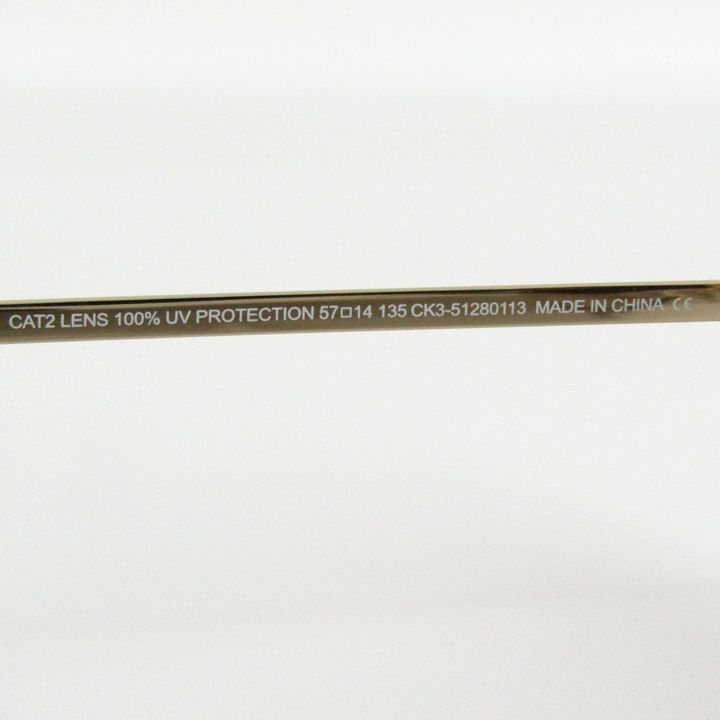 CAT2 LENS 100% UV PROTECTION 57□14 135 CK3-51280113 MADE IN CHINA CE